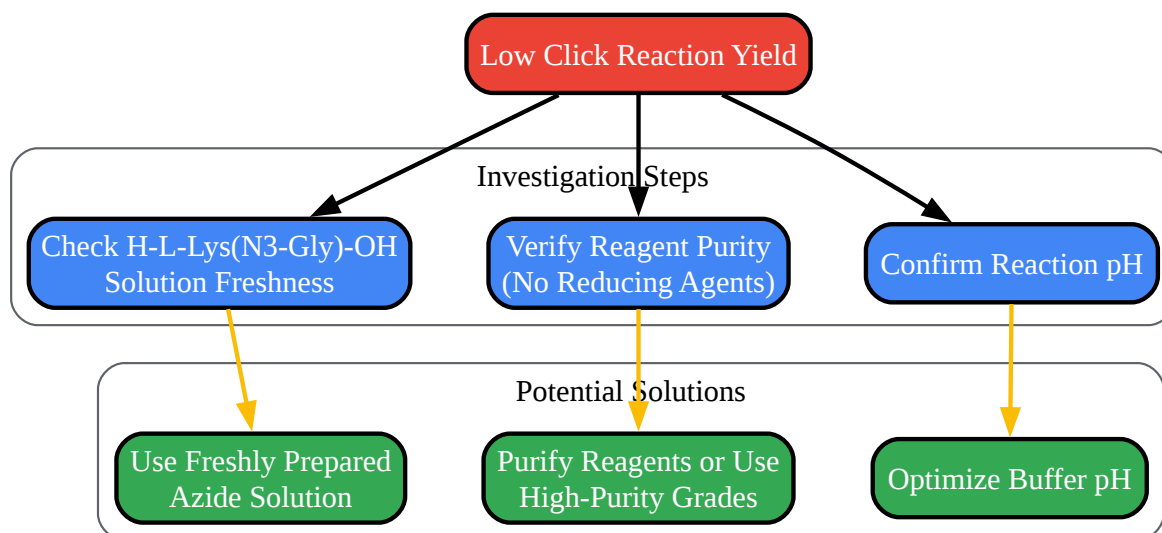 Low Click Reaction Yield
Investigation Steps
Check H-L-Lys(N3-Gly)-OH
Solution Freshness
Verify Reagent Purity
(No Reducing Agents)
Confirm Reaction pH
Potential Solutions
Use Freshly Prepared
Azide Solution
Purify Reagents or Use
High-Purity Grades
Optimize Buffer pH